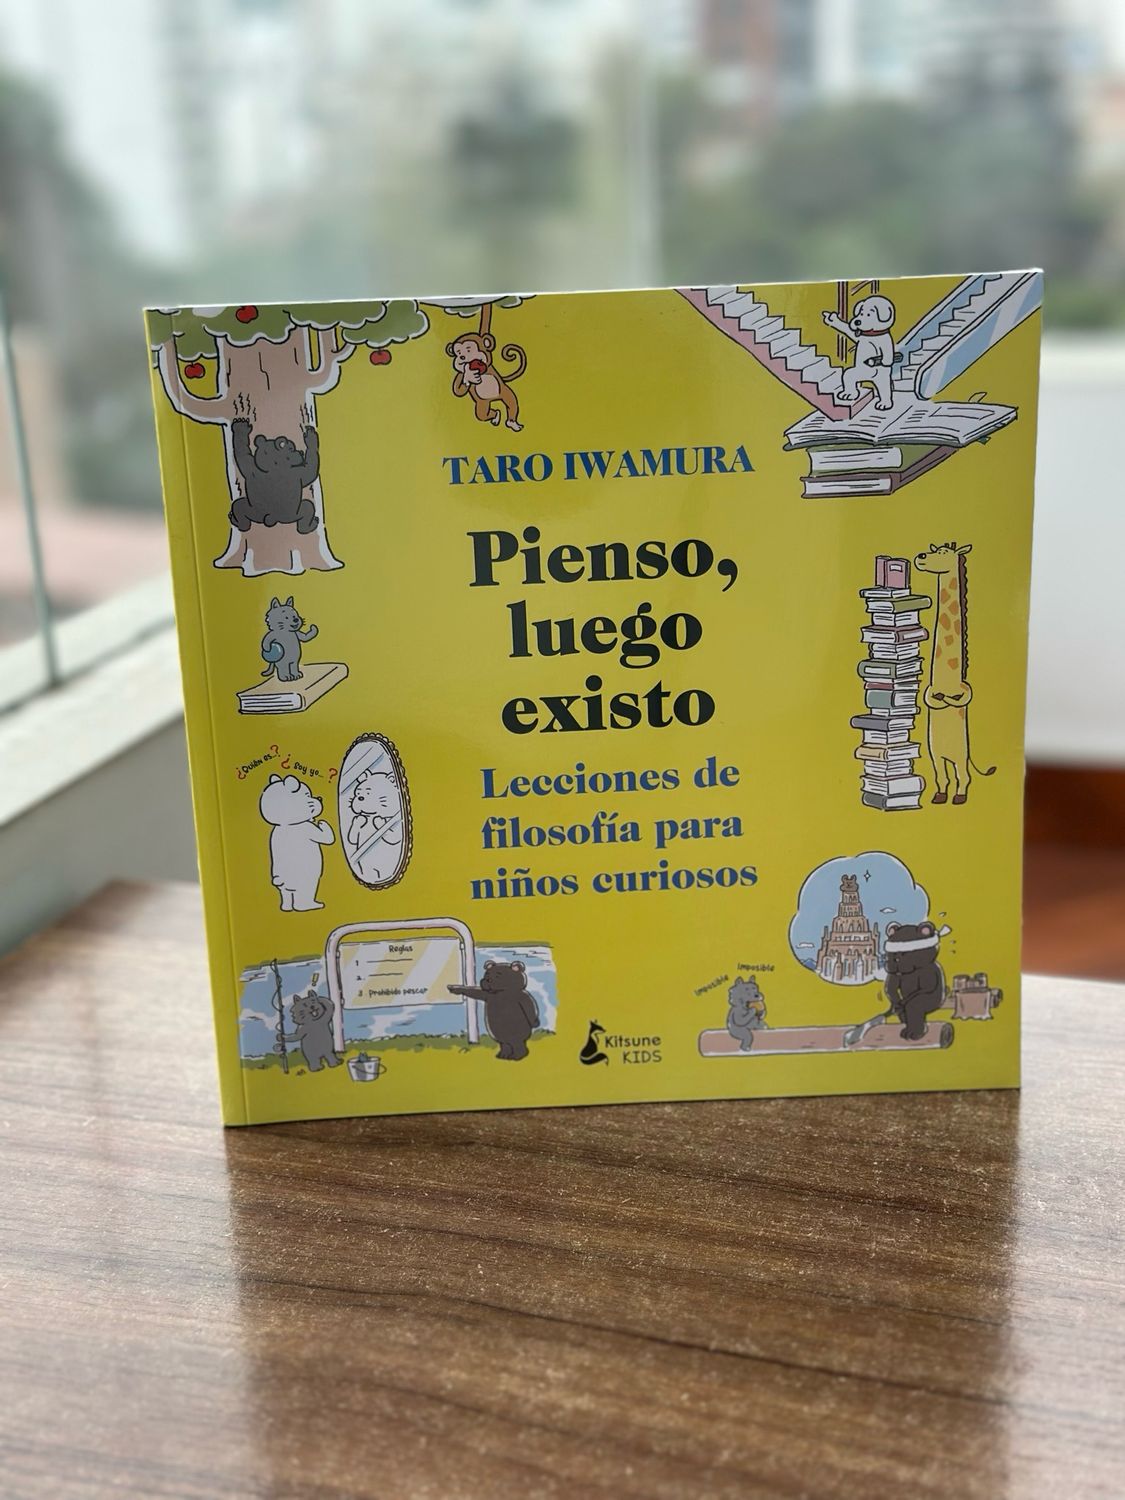 TARO IWAMURA
Pienso,
luego
existo
Lecciones de
filosofía para
niños curiosos
¿Quién es..?
¿Soy yo...?
Reglas
1.
2.
3 Prohibido pescar
Imposible
Imposible
Kitsune
KIDS